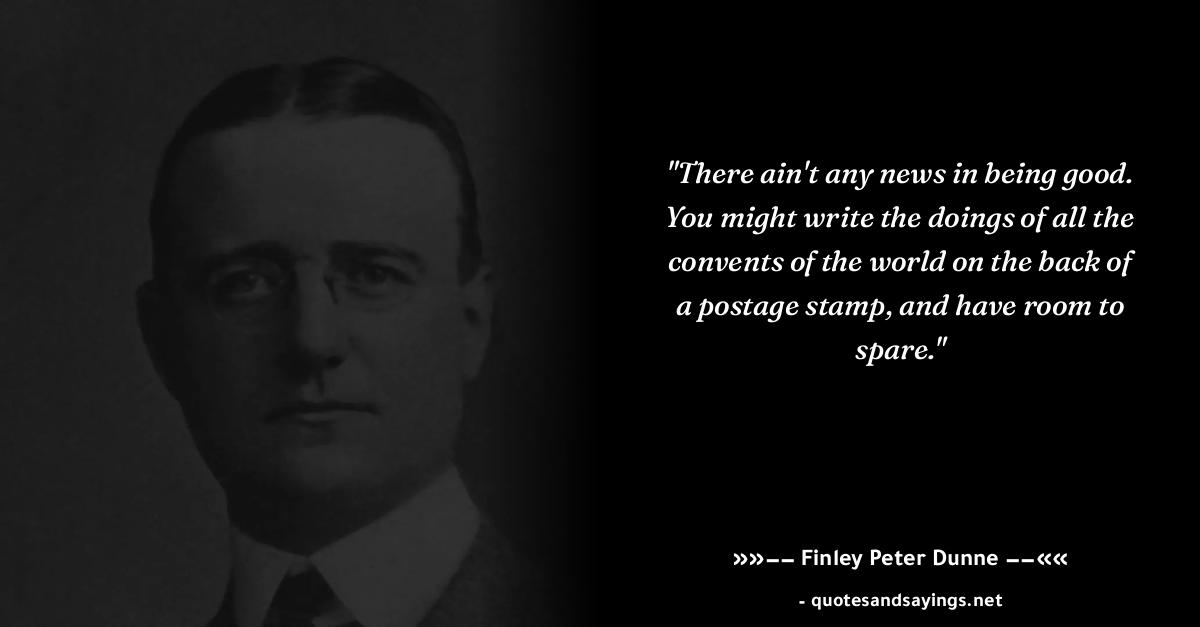 "There ain't any news in being good.
You might write the doings of all the
convents of the world on the back of
a postage stamp, and have room to
spare."
»»–– Finley Peter Dunne ––««
- quotesandsayings.net